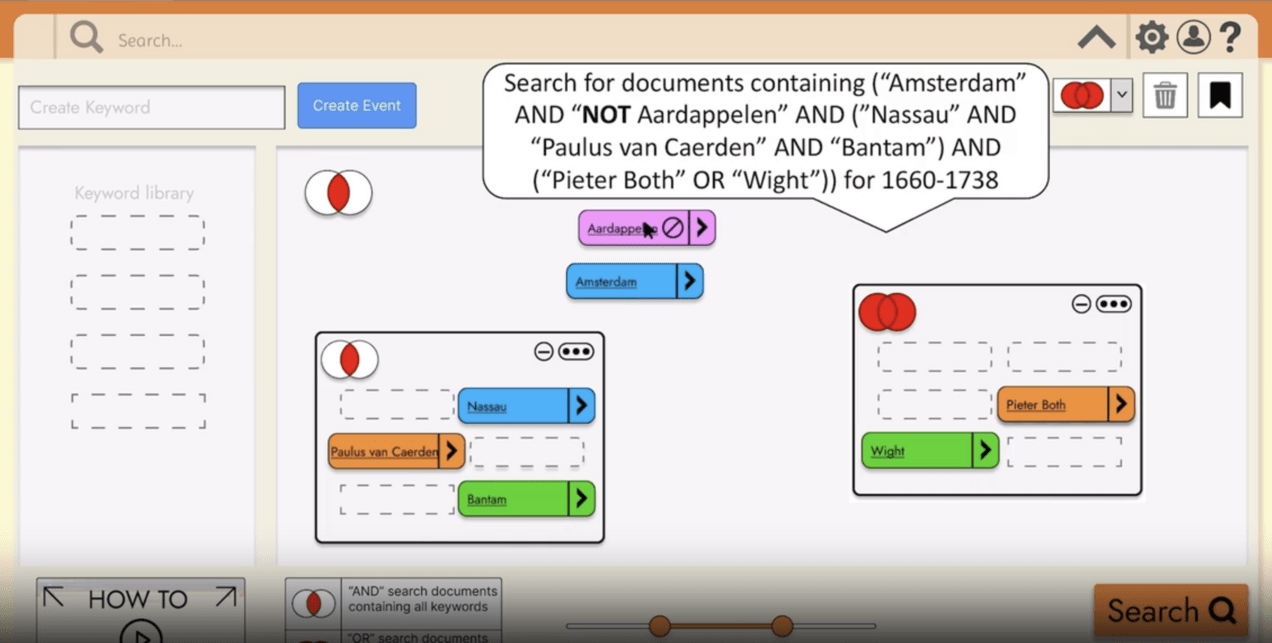 Search...
Create Keyword
Create Event
Search for documents containing (“Amsterdam”
AND “NOT Aardappelen” AND (”Nassau” AND
“Paulus van Caerden” AND “Bantam”) AND
(“Pieter Both” OR “Wight”)) for 1660-1738
?
Keyword library
Aardappelen
Amsterdam
Nassau
Paulus van Caerden
Bantam
Pieter Both
Wight
HOW TO
“AND” search documents
containing all keywords
“OR” search documents
Search